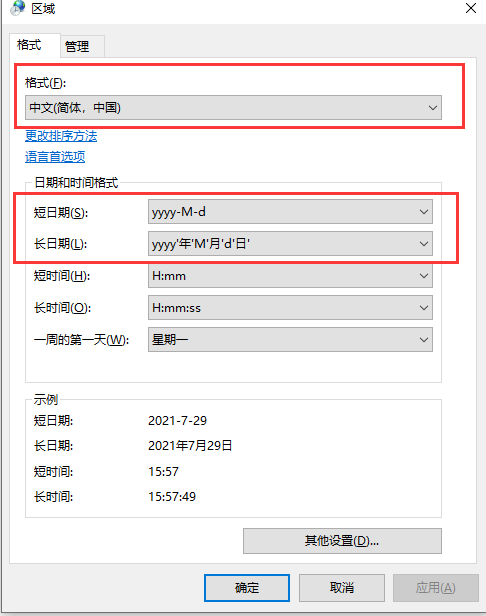 区域
格式 管理
格式(F):
中文(简体，中国)
更改排序方法
语言首选项
日期和时间格式
短日期(S): yyyy-M-d
长日期(L): yyyy'年'M'月'd'日'
短时间(H): H:mm
长时间(O): H:mm:ss
一周的第一天(W): 星期一
示例
短日期: 2021-7-29
长日期: 2021年7月29日
短时间: 15:57
长时间: 15:57:49
其他设置(D)...
确定 取消 应用(A)